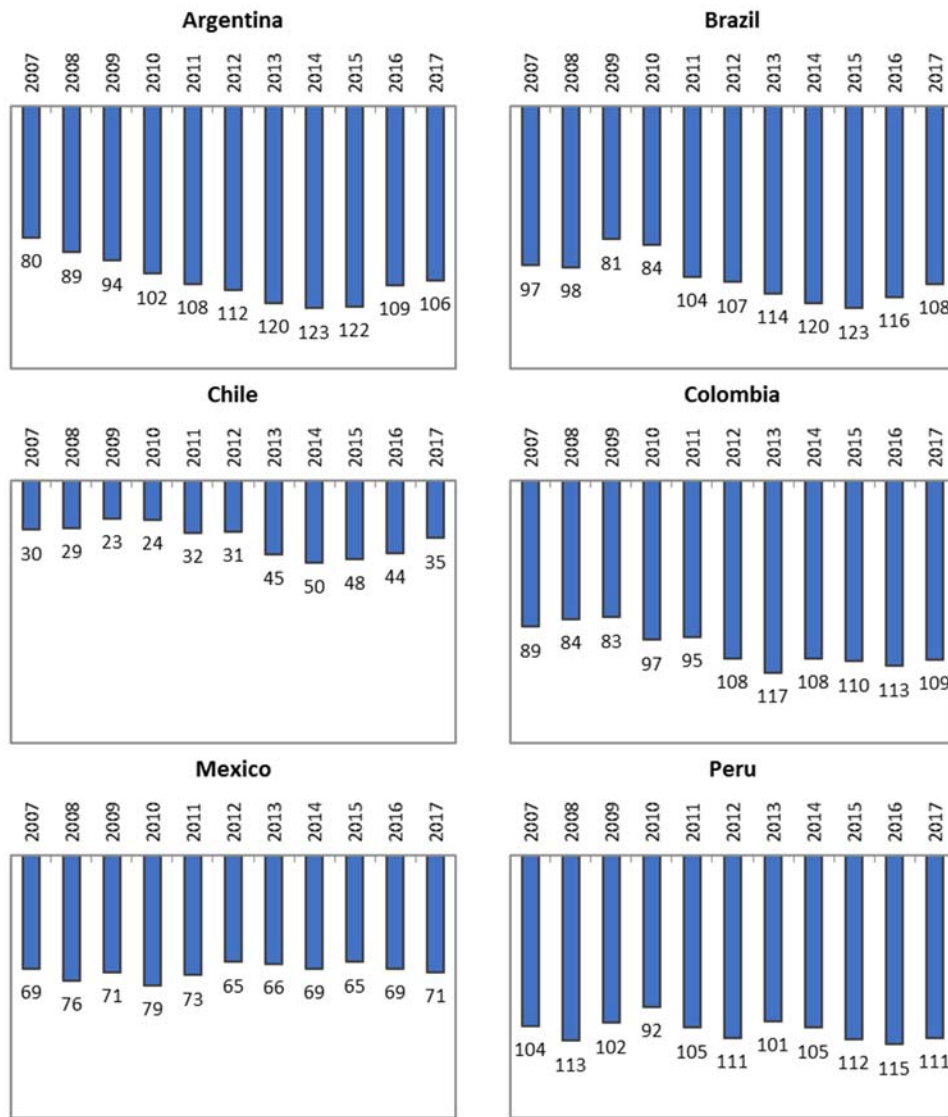 Argentina
2007 2008 2009 2010 2011 2012 2013 2014 2015 2016 2017
80 89 94 102 108 112 120 123 122 109 106
Brazil
2007 2008 2009 2010 2011 2012 2013 2014 2015 2016 2017
97 98 81 84 104 107 114 120 123 116 108
Chile
2007 2008 2009 2010 2011 2012 2013 2014 2015 2016 2017
30 29 23 24 32 31 45 50 48 44 35
Colombia
2007 2008 2009 2010 2011 2012 2013 2014 2015 2016 2017
89 84 83 97 95 108 117 108 110 113 109
Mexico
2007 2008 2009 2010 2011 2012 2013 2014 2015 2016 2017
69 76 71 79 73 65 66 69 65 69 71
Peru
2007 2008 2009 2010 2011 2012 2013 2014 2015 2016 2017
104 113 102 92 105 111 101 105 112 115 111